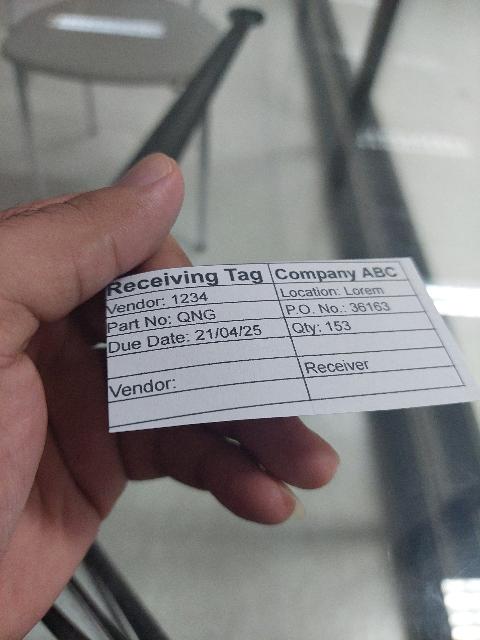 Receiving Tag Company ABC
Vendor: 1234 Location: Lorem
Part No: QNG P.O. No.: 36163
Due Date: 21/04/25 Qty: 153
Vendor: Receiver